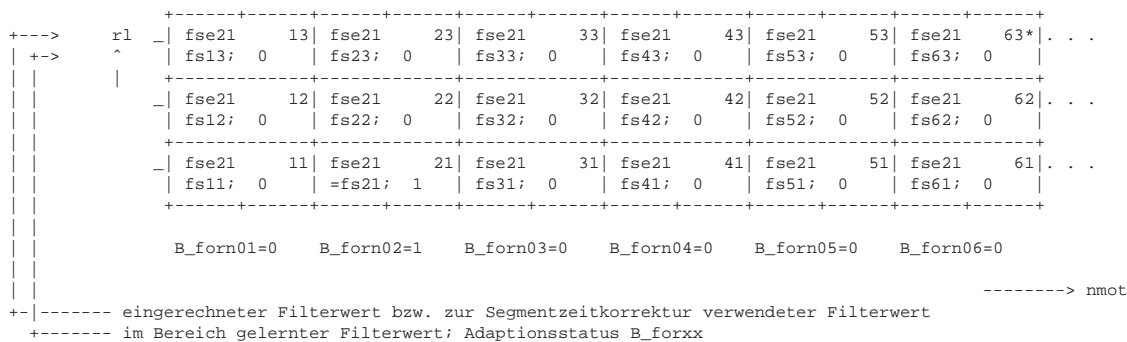 +------+------+------+------+------+------+------+------+------+------+------+------+
+---> rl _| fse21 13| fse21 23| fse21 33| fse21 43| fse21 53| fse21 63*|. . .
| +-> ^ | fs13; 0 | fs23; 0 | fs33; 0 | fs43; 0 | fs53; 0 | fs63; 0 |
| | | +-------------+-------------+-------------+-------------+-------------+-------------+
| | _| fse21 12| fse21 22| fse21 32| fse21 42| fse21 52| fse21 62|. . .
| | | fs12; 0 | fs22; 0 | fs32; 0 | fs42; 0 | fs52; 0 | fs62; 0 |
| | +-------------+-------------+-------------+-------------+-------------+-------------+
| | _| fse21 11| fse21 21| fse21 31| fse21 41| fse21 51| fse21 61|. . .
| | | fs11; 0 | =fs21; 1 | fs31; 0 | fs41; 0 | fs51; 0 | fs61; 0 |
| | +------+------+------+------+------+------+------+------+------+------+------+------+
| |
| | B_forn01=0 B_forn02=1 B_forn03=0 B_forn04=0 B_forn05=0 B_forn06=0
| |
| | --------> nmot
+-|------- eingerechneter Filterwert bzw. zur Segmentzeitkorrektur verwendeter Filterwert
+------- im Bereich gelernter Filterwert; Adaptionsstatus B_forxx